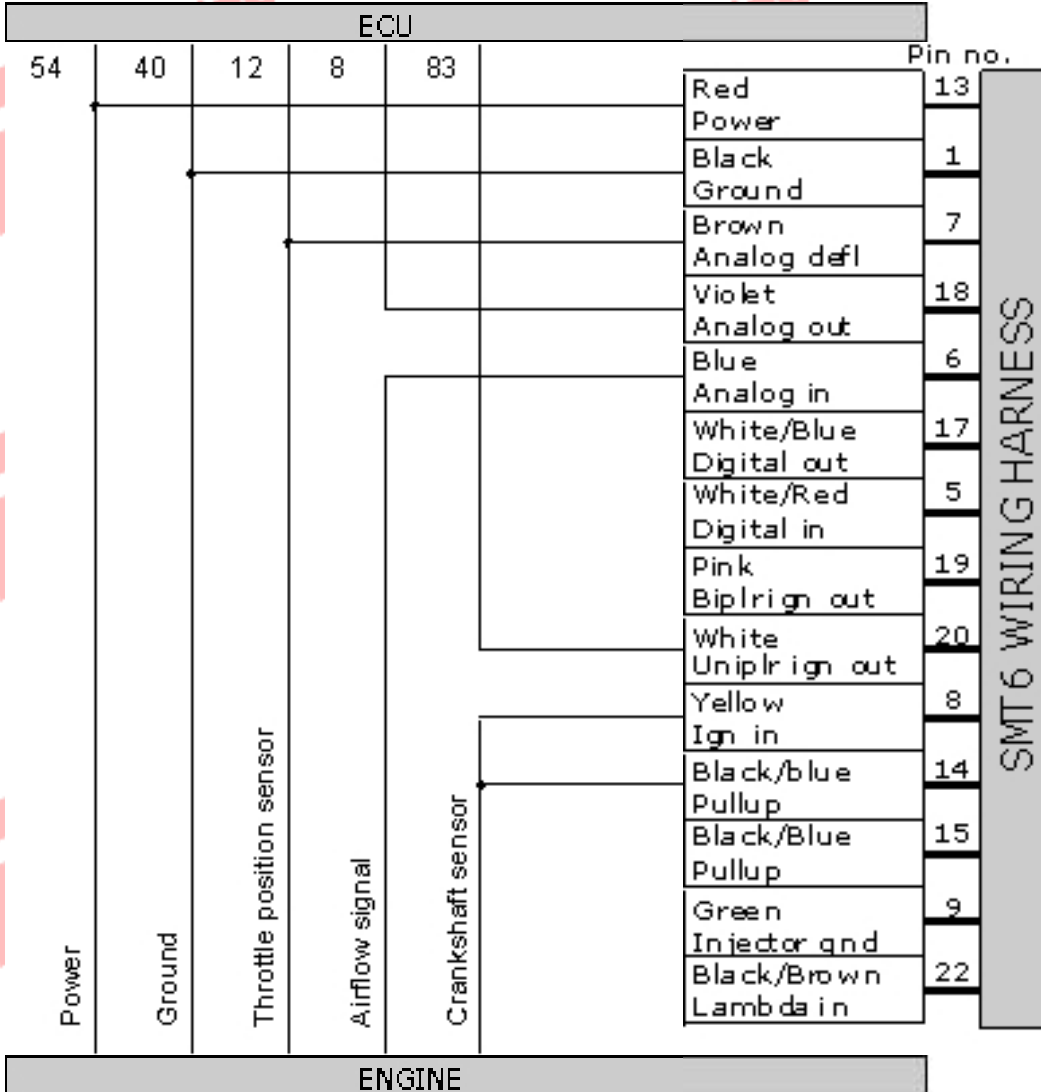 ECU
Pin no.
54 40 12 8 83
Red 13
Power
Black 1
Ground
Brown 7
Analog defl
Violet 18
Analog out
Blue 6
Analog in
White/Blue 17
Digital out
White/Red 5
Digital in
Pink 19
Biplrign out
White 20
Uniplrign out
Yellow 8
Ign in
Black/blue 14
Pullup
Black/Blue 15
Pullup
Green 9
Injector gnd
Black/Brown 22
Lambda in
Power
Ground
Throttle position sensor
Airflow signal
Crankshaft sensor
SMT6 WIRING HARNESS
ENGINE